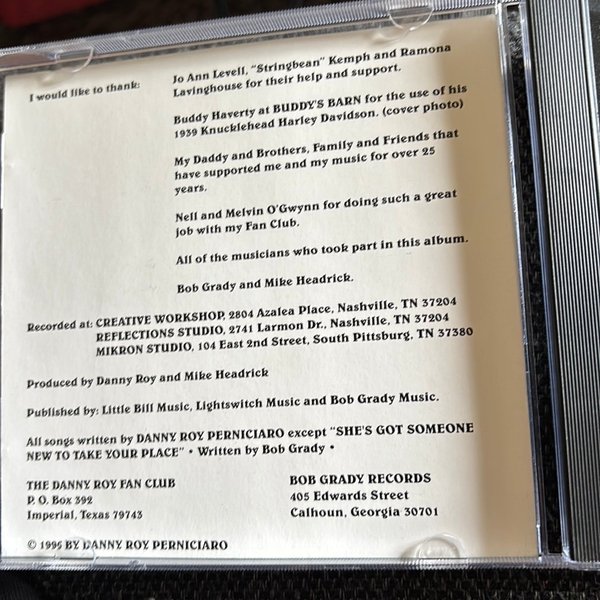 I would like to thank:
Jo Ann Levell, "Stringbean" Kemph and Ramona
Lavinghouse for their help and support.
Buddy Haverty at BUDDY'S BARN for the use of his
1939 Knucklehead Harley Davidson. (cover photo)
My Daddy and Brothers, Family and Friends that
have supported me and my music for over 25
years.
Nell and Melvin O'Gwynn for doing such a great
job with my Fan Club.
All of the musicians who took part in this album.
Bob Grady and Mike Headrick.
Recorded at: CREATIVE WORKSHOP, 2804 Azalea Place, Nashville, TN 37204
REFLECTIONS STUDIO, 2741 Larmon Dr., Nashville, TN 37204
MIKRON STUDIO, 104 East 2nd Street, South Pittsburg, TN 37380
Produced by Danny Roy and Mike Headrick
Published by: Little Bill Music, Lightswitch Music and Bob Grady Music.
All songs written by DANNY ROY PERNICIARO except "SHE'S GOT SOMEONE
NEW TO TAKE YOUR PLACE" • Written by Bob Grady •
THE DANNY ROY FAN CLUB
P. O. Box 392
Imperial, Texas 79743
BOB GRADY RECORDS
405 Edwards Street
Calhoun, Georgia 30701
© 1995 BY DANNY ROY PERNICIARO